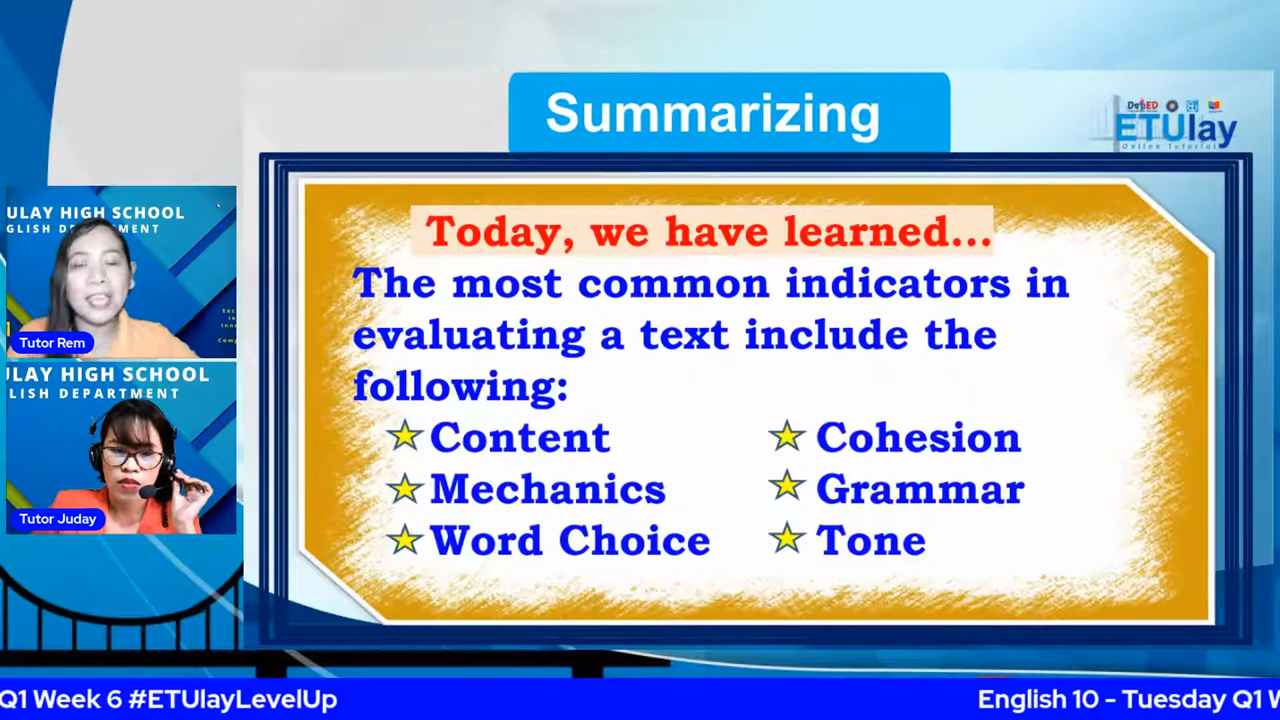 Summarizing
DepED
ETUlay
Online Tutorial
Today, we have learned...
The most common indicators in
evaluating a text include the
following:
Content
Cohesion
Mechanics
Grammar
Word Choice
Tone
ULAY HIGH SCHOOL
GLISH DEPARTMENT
Tutor Rem
ULAY HIGH SCHOOL
LISH DEPARTMENT
Tutor Juday
Q1 Week 6 #ETUlayLevelUp
English 10 - Tuesday Q1 W